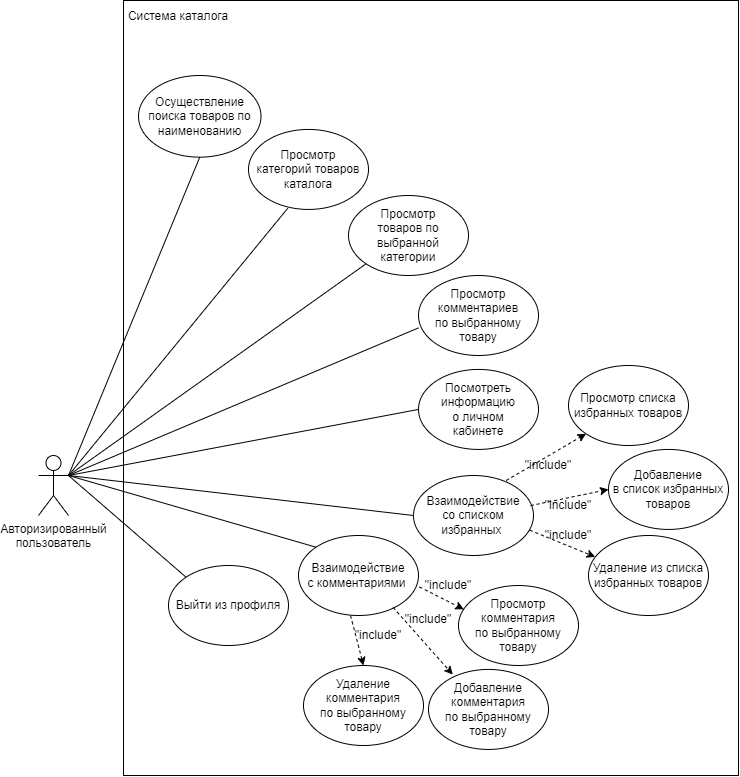 Система каталога
Осуществление
поиска товаров по
наименованию
Просмотр
категорий товаров
каталога
Просмотр
товаров по
выбранной
категории
Просмотр
комментариев
по выбранному
товару
Посмотреть
информацию
о личном
кабинете
Просмотр списка
избранных товаров
"include"
Добавление
в список избранных
товаров
"include"
Взаимодействие
со списком
избранных
"include"
Удаление из списка
избранных товаров
Авторизированный
пользователь
Взаимодействие
с комментариями
"include"
Просмотр
комментария
по выбранному
товару
Выйти из профиля
"include"
"include"
Удаление
комментария
по выбранному
товару
Добавление
комментария
по выбранному
товару